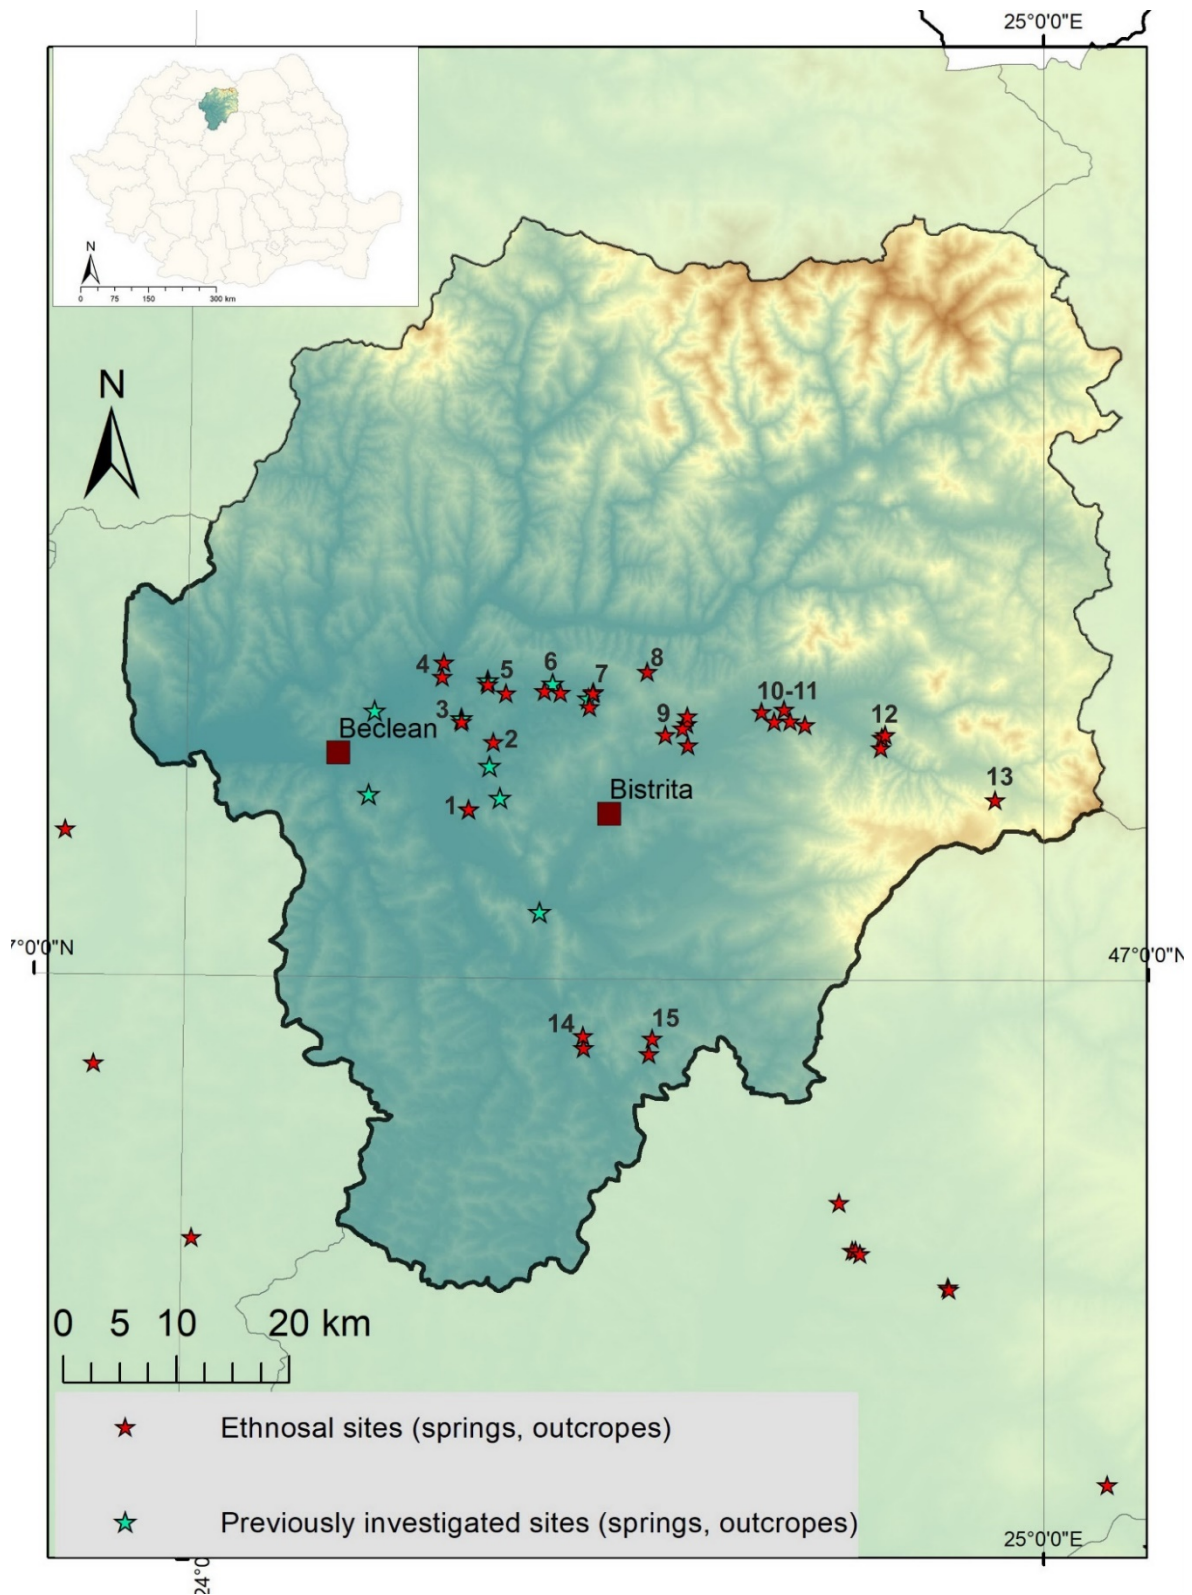 25°0'0"E
N
0 75 150 300 km
N
4
5
6
7
8
3
2
9
10-11
12
13
Beclean
Bistrita
1
7°0'0"N
47°0'0"N
14
15
0 5 10 20 km
Ethnosal sites (springs, outcropes)
Previously investigated sites (springs, outcropes)
25°0'0"E
24°0